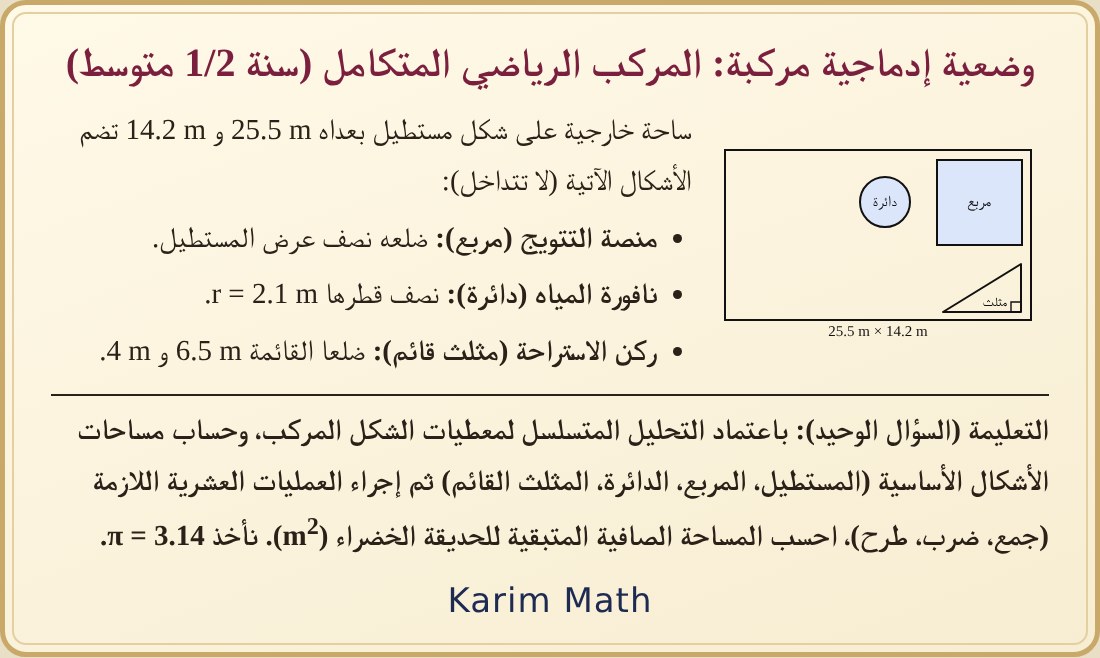 وضعية إدماجية مركبة: المركب الرياضي المتكامل (سنة 1/2 متوسط)
ساحة خارجية على شكل مستطيل بعداه 25.5 m و 14.2 m تضم
الأشكال الآتية (لا تتداخل):
• منصة التتويج (مربع): ضلعه نصف عرض المستطيل.
• نافورة المياه (دائرة): نصف قطرها r = 2.1 m.
• ركن الاستراحة (مثلث قائم): ضلعا القائمة 6.5 m و 4 m.
مربع
دائرة
مثلث
25.5 m × 14.2 m
التعليمة (السؤال الوحيد): باعتماد التحليل المتسلسل لمعطيات الشكل المركب، وحساب مساحات
الأشكال الأساسية (المستطيل، المربع، الدائرة، المثلث القائم) ثم إجراء العمليات العشرية اللازمة
(جمع، ضرب، طرح)، احسب المساحة الصافية المتبقية للحديقة الخضراء (m²). نأخذ π = 3.14.
Karim Math